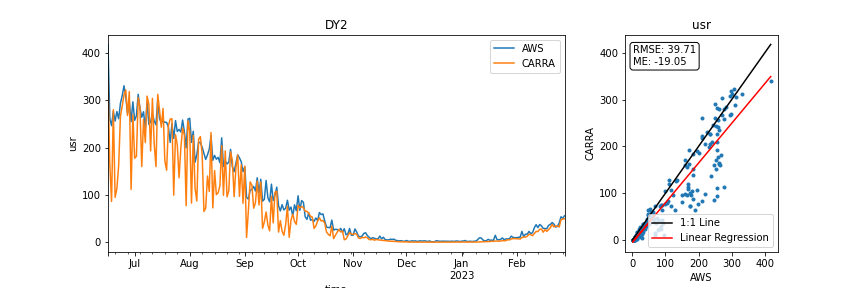 DY2
usr
400
300
200
100
0
usr
AWS
CARRA
Jul
Aug
Sep
Oct
Nov
Dec
Jan
2023
Feb
time
400
300
200
100
0
CARRA
RMSE: 39.71
ME: -19.05
1:1 Line
Linear Regression
0
100
200
300
400
AWS